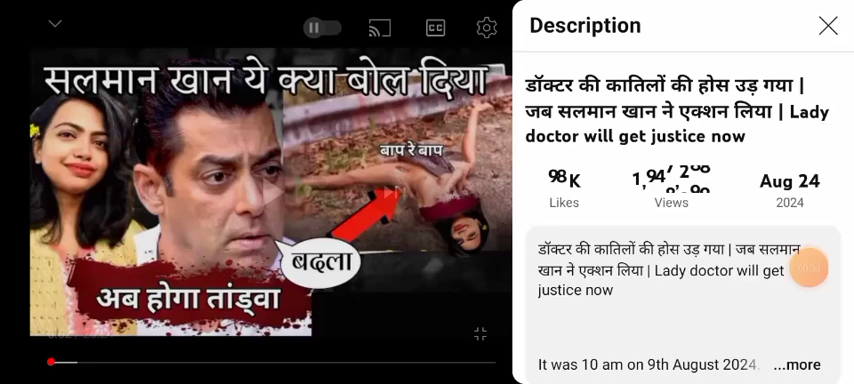 सलमान खान ये क्या बोल दिया
बाप रे बाप
बदला
अब होगा तांड्वा
Description
डॉक्टर की कातिलों की होस उड़ गया |
जब सलमान खान ने एक्शन लिया | Lady
doctor will get justice now
98K
Aug 24
Likes
Views
2024
डॉक्टर की कातिलों की होस उड़ गया | जब सलमान
खान ने एक्शन लिया | Lady doctor will get
justice now
It was 10 am on 9th August 2024.
...more